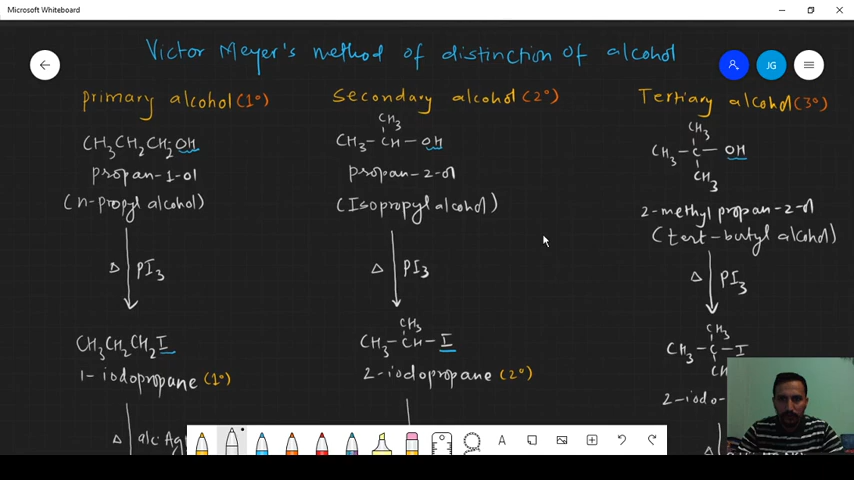 Microsoft Whiteboard
Victor Meyer's method of distinction of alcohol
JG
primary alcohol (1°)
Secondary alcohol (2°)
Tertiary alcohol (3°)
CH₃CH₂CH₂OH
CH₃
CH₃-CH-OH
CH₃
CH₃-C-OH
CH₃
propan-1-ol
(n-propyl alcohol)
propan-2-ol
(Isopropyl alcohol)
2-methyl propan-2-ol
(tert-butyl alcohol)
Δ PI₃
Δ PI₃
Δ PI₃
CH₃CH₂CH₂I
CH₃
CH₃-CH-I
CH₃
CH₃-C-I
1-iodopropane (1°)
2-iodopropane (2°)
2-iodo-
Δ alc.
Δ
A